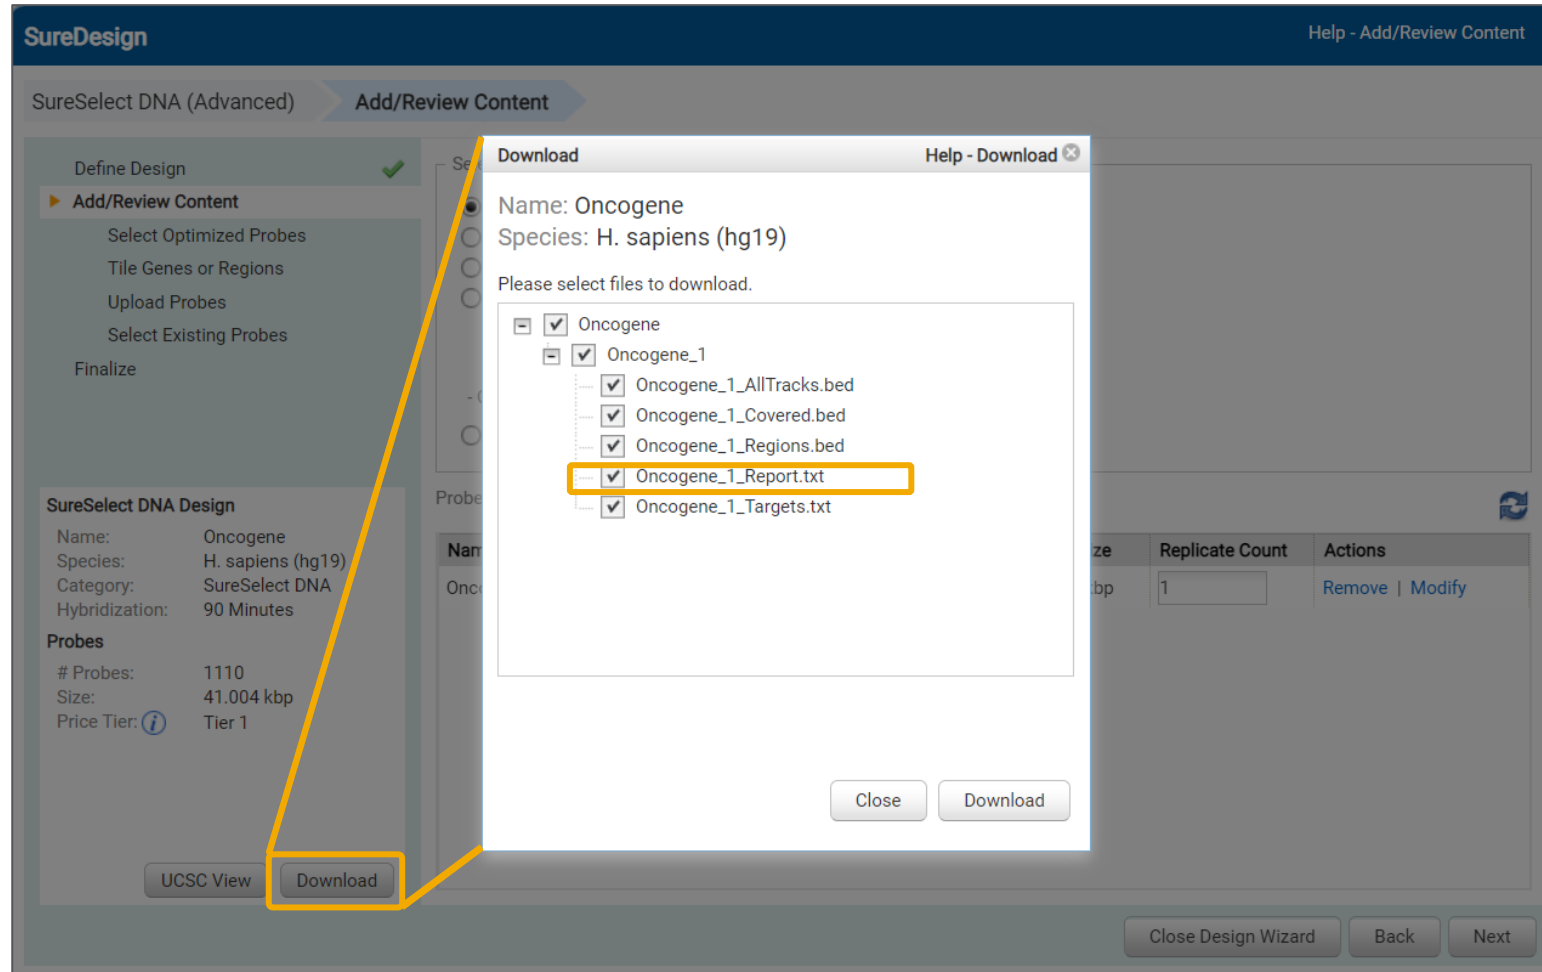 SureDesign
Help - Add/Review Content
SureSelect DNA (Advanced)
Add/Review Content
Define Design
Add/Review Content
Select Optimized Probes
Tile Genes or Regions
Upload Probes
Select Existing Probes
Finalize
SureSelect DNA Design
Name: Oncogene
Species: H. sapiens (hg19)
Category: SureSelect DNA
Hybridization: 90 Minutes
Probes
# Probes: 1110
Size: 41.004 kbp
Price Tier: i Tier 1
UCSC View
Download
Download
Help - Download
Name: Oncogene
Species: H. sapiens (hg19)
Please select files to download.
Oncogene
Oncogene_1
Oncogene_1_AllTracks.bed
Oncogene_1_Covered.bed
Oncogene_1_Regions.bed
Oncogene_1_Report.txt
Oncogene_1_Targets.txt
Close
Download
Replicate Count
Actions
1
Remove | Modify
Close Design Wizard
Back
Next